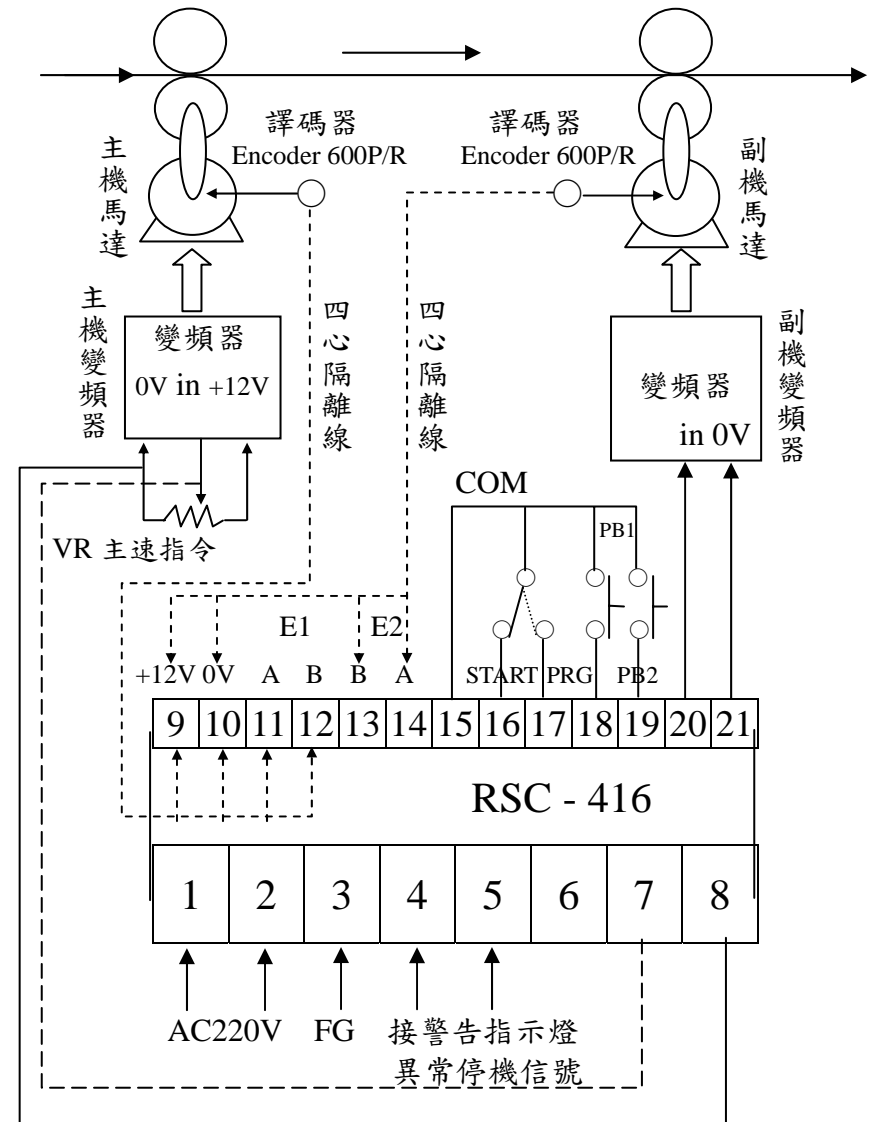 譯碼器
Encoder 600P/R
譯碼器
Encoder 600P/R
主機馬達
副機馬達
主機變頻器
變頻器
0V in +12V
四心隔離線
四心隔離線
變頻器
in 0V
副機變頻器
VR 主速指令
COM
PB1
E1
E2
+12V 0V A B B A
START PRG PB2
9 10 11 12 13 14 15 16 17 18 19 20 21
RSC - 416
1 2 3 4 5 6 7 8
AC220V FG 接警告指示燈
異常停機信號